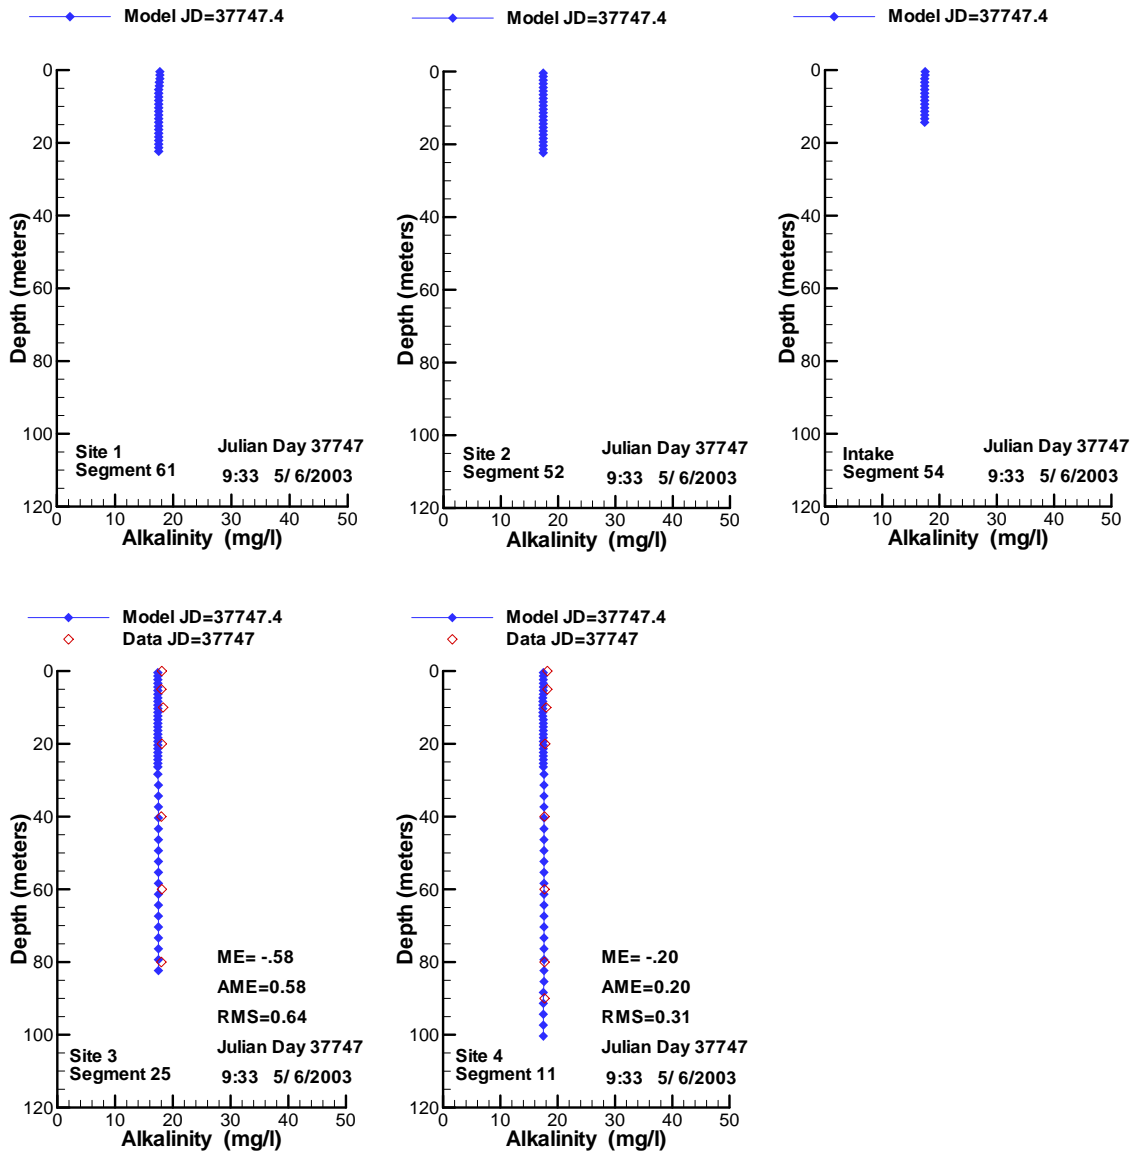 Model JD=37747.4
0
20
40
60
80
100
120
Depth (meters)
Site 1
Segment 61
Julian Day 37747
9:33 5/ 6/2003
0 10 20 30 40 50
Alkalinity (mg/l)
Model JD=37747.4
0
20
40
60
80
100
120
Depth (meters)
Site 2
Segment 52
Julian Day 37747
9:33 5/ 6/2003
0 10 20 30 40 50
Alkalinity (mg/l)
Model JD=37747.4
0
20
40
60
80
100
120
Depth (meters)
Intake
Segment 54
Julian Day 37747
9:33 5/ 6/2003
0 10 20 30 40 50
Alkalinity (mg/l)
Model JD=37747.4
Data JD=37747
0
20
40
60
80
100
120
Depth (meters)
ME= -.58
AME=0.58
RMS=0.64
Site 3
Segment 25
Julian Day 37747
9:33 5/ 6/2003
0 10 20 30 40 50
Alkalinity (mg/l)
Model JD=37747.4
Data JD=37747
0
20
40
60
80
100
120
Depth (meters)
ME= -.20
AME=0.20
RMS=0.31
Site 4
Segment 11
Julian Day 37747
9:33 5/ 6/2003
0 10 20 30 40 50
Alkalinity (mg/l)